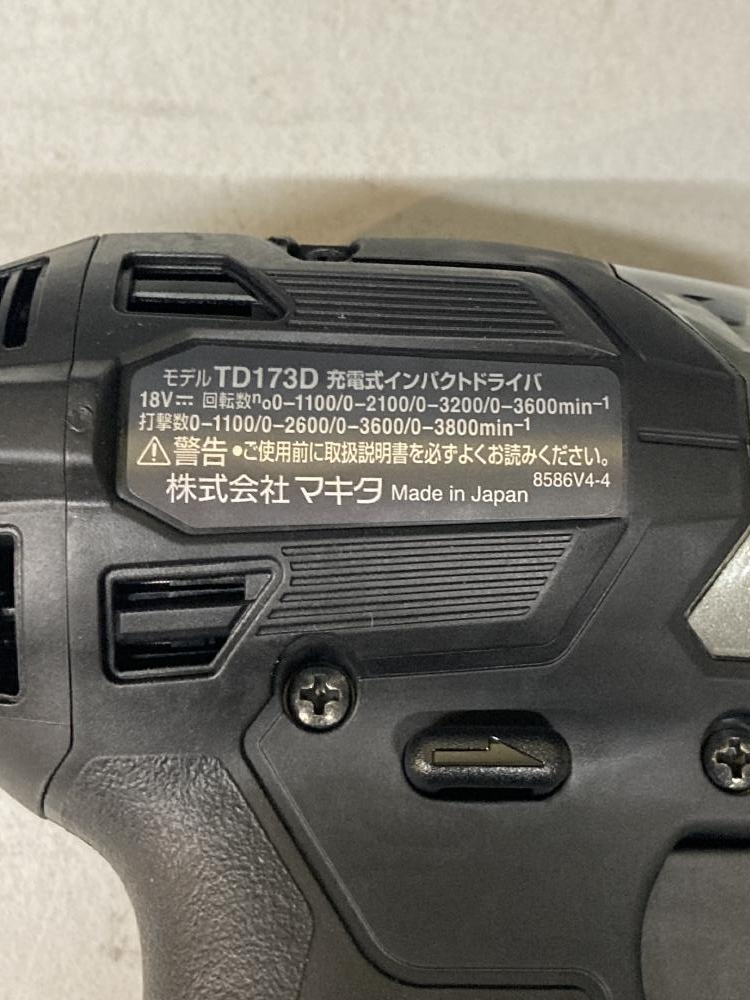 モデル TD173D 充電式インパクトドライバ
18V⎓ 回転数n₀0-1100/0-2100/0-3200/0-3600min⁻¹
打撃数0-1100/0-2600/0-3600/0-3800min⁻¹
⚠警告 •ご使用前に取扱説明書を必ずよくお読みください。
株式会社 マキタ Made in Japan 8586V4-4